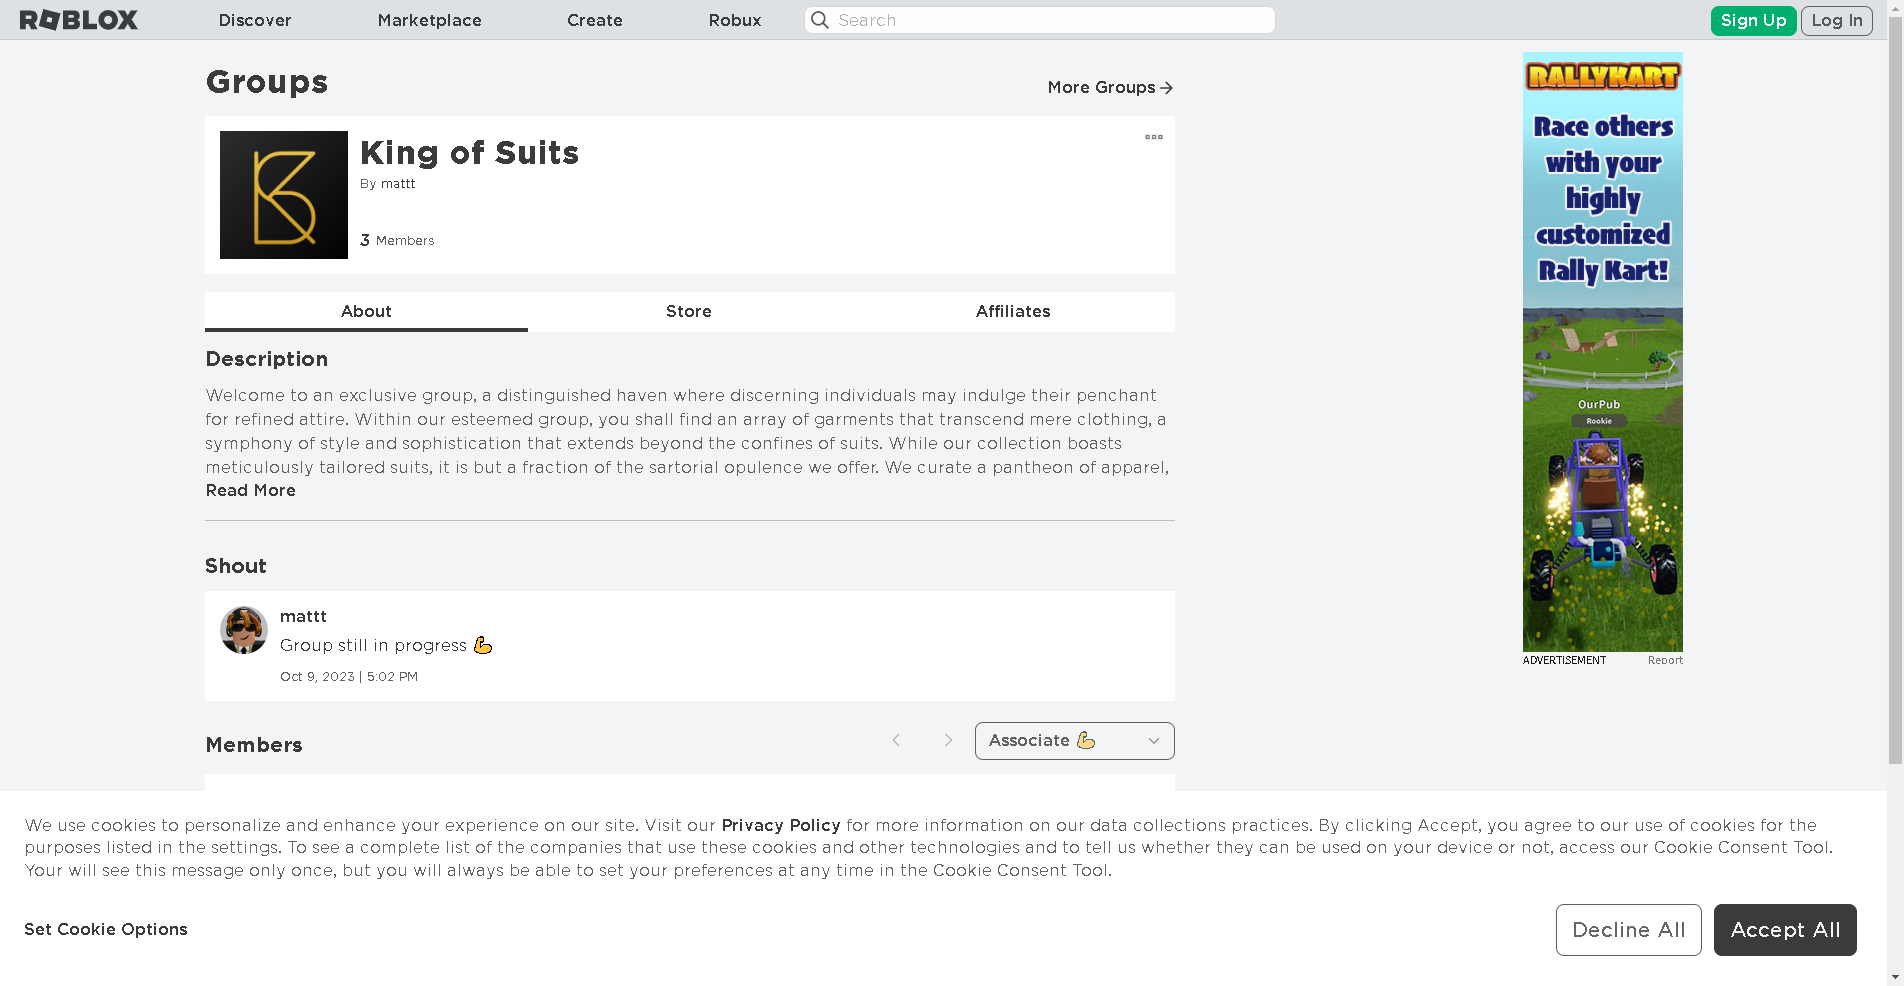 ROBLOX
Discover
Marketplace
Create
Robux
Search
Sign Up
Log In
Groups
More Groups
King of Suits
By mattt
3 Members
About
Store
Affiliates
Description
Welcome to an exclusive group, a distinguished haven where discerning individuals may indulge their penchant
for refined attire. Within our esteemed group, you shall find an array of garments that transcend mere clothing, a
symphony of style and sophistication that extends beyond the confines of suits. While our collection boasts
meticulously tailored suits, it is but a fraction of the sartorial opulence we offer. We curate a pantheon of apparel,
Read More
Shout
mattt
Group still in progress 💪
Oct 9, 2023 | 5:02 PM
Members
Associate 💪
RALLYKART
Race others
with your
highly
customized
Rally Kart!
OurPub
Rookie
ADVERTISEMENT
Report
We use cookies to personalize and enhance your experience on our site. Visit our Privacy Policy for more information on our data collections practices. By clicking Accept, you agree to our use of cookies for the
purposes listed in the settings. To see a complete list of the companies that use these cookies and other technologies and to tell us whether they can be used on your device or not, access our Cookie Consent Tool.
Your will see this message only once, but you will always be able to set your preferences at any time in the Cookie Consent Tool.
Set Cookie Options
Decline All
Accept All